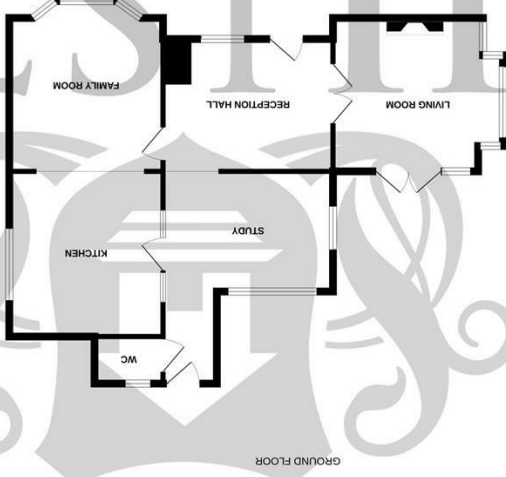 GROUND FLOOR
WC
KITCHEN
STUDY
LIVING ROOM
RECEPTION HALL
FAMILY ROOM